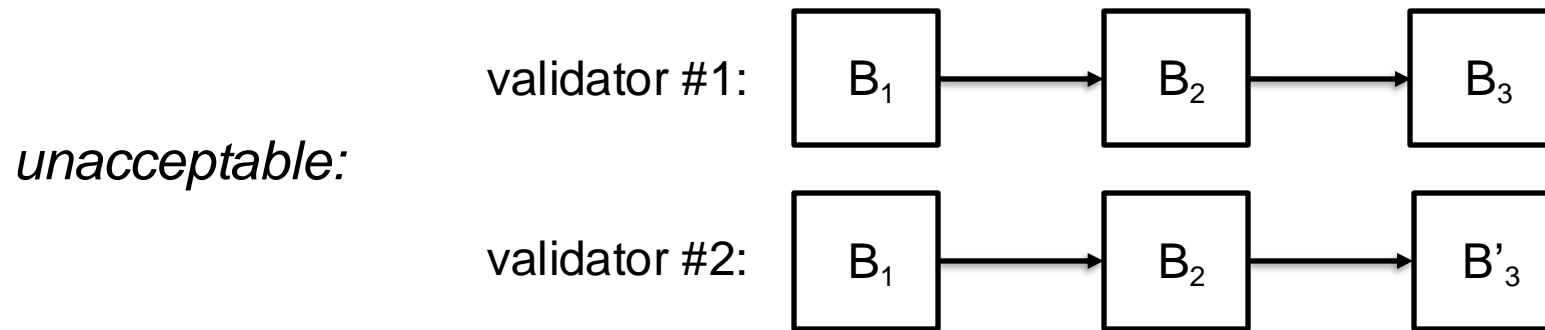 validator #1: B₁ B₂ B₃
unacceptable:
validator #2: B₁ B₂ B’₃